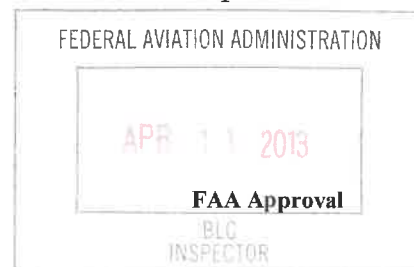 FEDERAL AVIATION ADMINISTRATION
APR 11 2013
FAA Approval
BLC
INSPECTOR